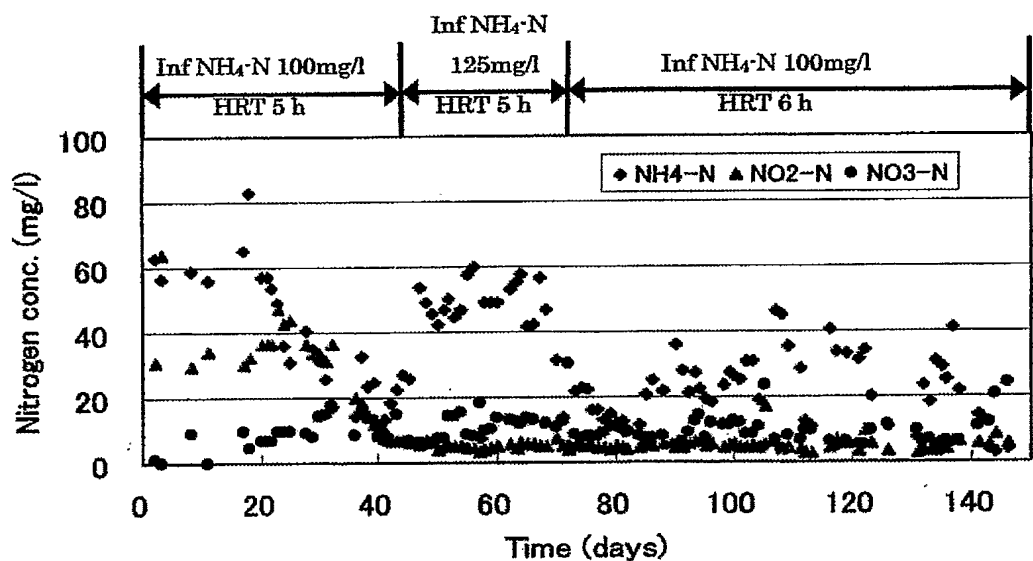 Inf NH₄-N
Inf NH₄-N 100mg/l
125mg/l
Inf NH₄-N 100mg/l
HRT 5 h
HRT 5 h
HRT 6 h
100
80
60
40
20
0
Nitrogen conc. (mg/l)
NH4-N NO2-N NO3-N
0 20 40 60 80 100 120 140
Time (days)